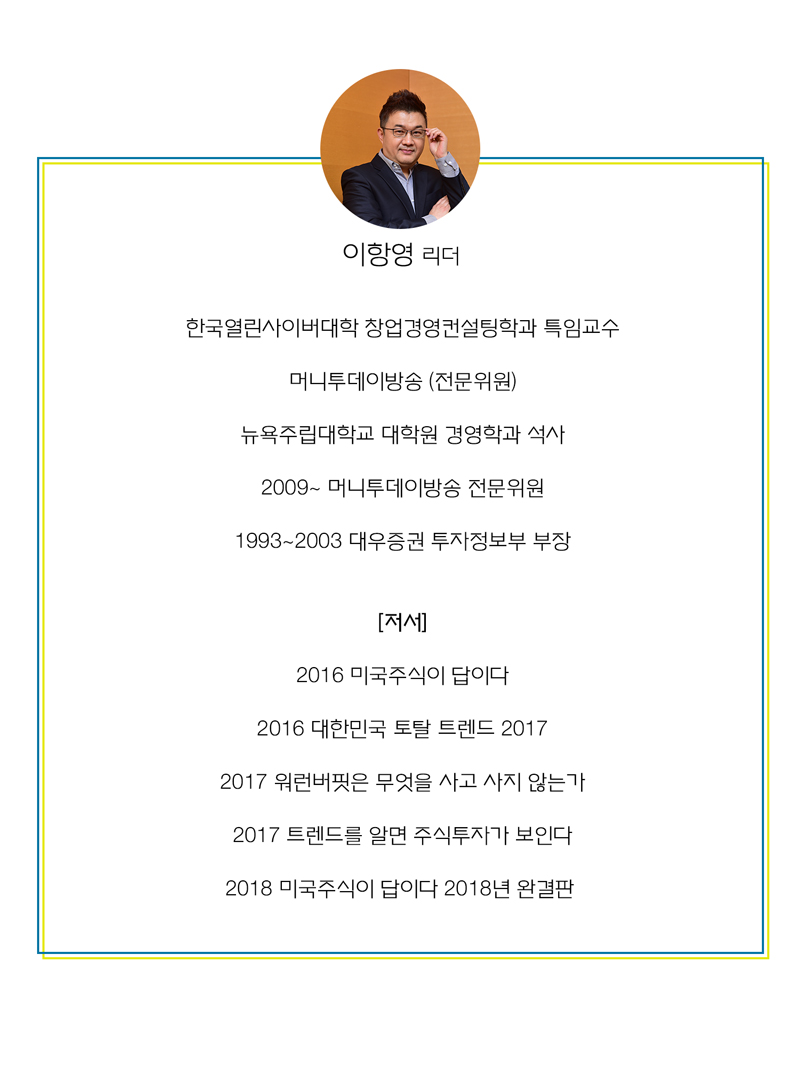 이항영 리더
한국열린사이버대학 창업경영컨설팅학과 특임교수
머니투데이방송 (전문위원)
뉴욕주립대학교 대학원 경영학과 석사
2009~ 머니투데이방송 전문위원
1993~2003 대우증권 투자정보부 부장
[저서]
2016 미국주식이 답이다
2016 대한민국 토탈 트렌드 2017
2017 워런버핏은 무엇을 사고 사지 않는가
2017 트렌드를 알면 주식투자가 보인다
2018 미국주식이 답이다 2018년 완결판